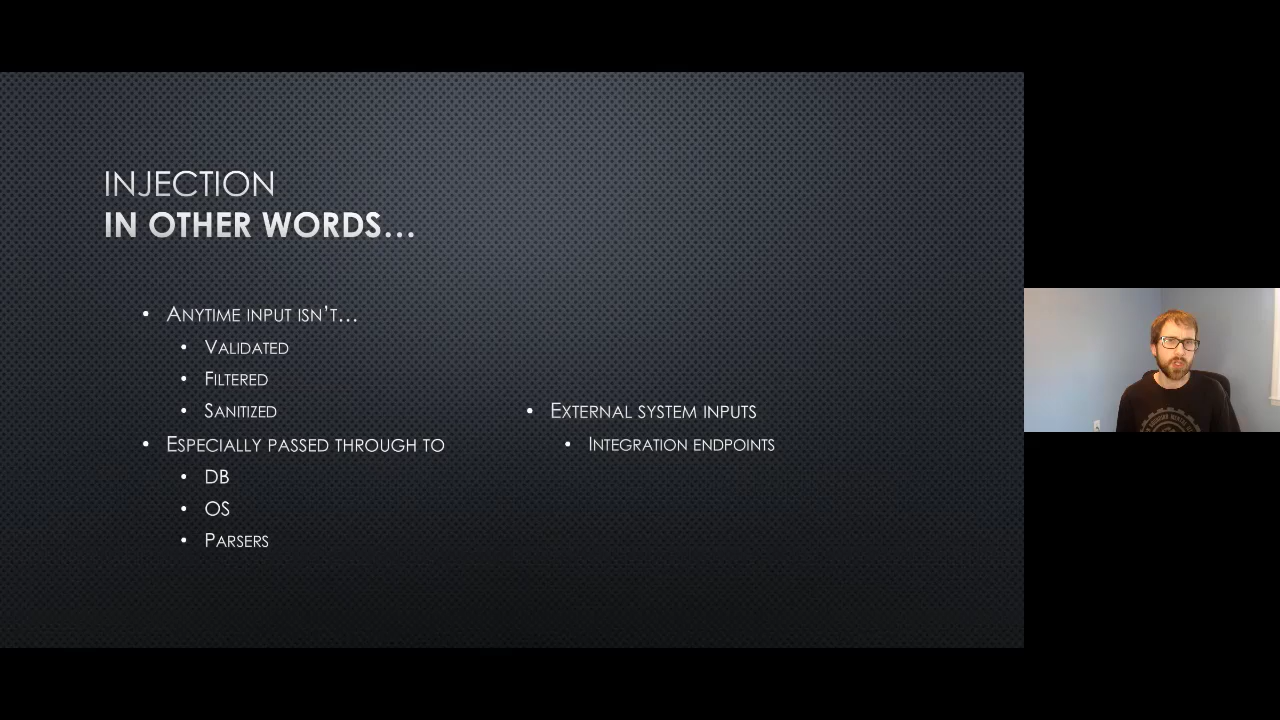 INJECTION
IN OTHER WORDS…
• ANYTIME INPUT ISN'T…
• VALIDATED
• FILTERED
• SANITIZED
• ESPECIALLY PASSED THROUGH TO
• DB
• OS
• PARSERS
• EXTERNAL SYSTEM INPUTS
• INTEGRATION ENDPOINTS